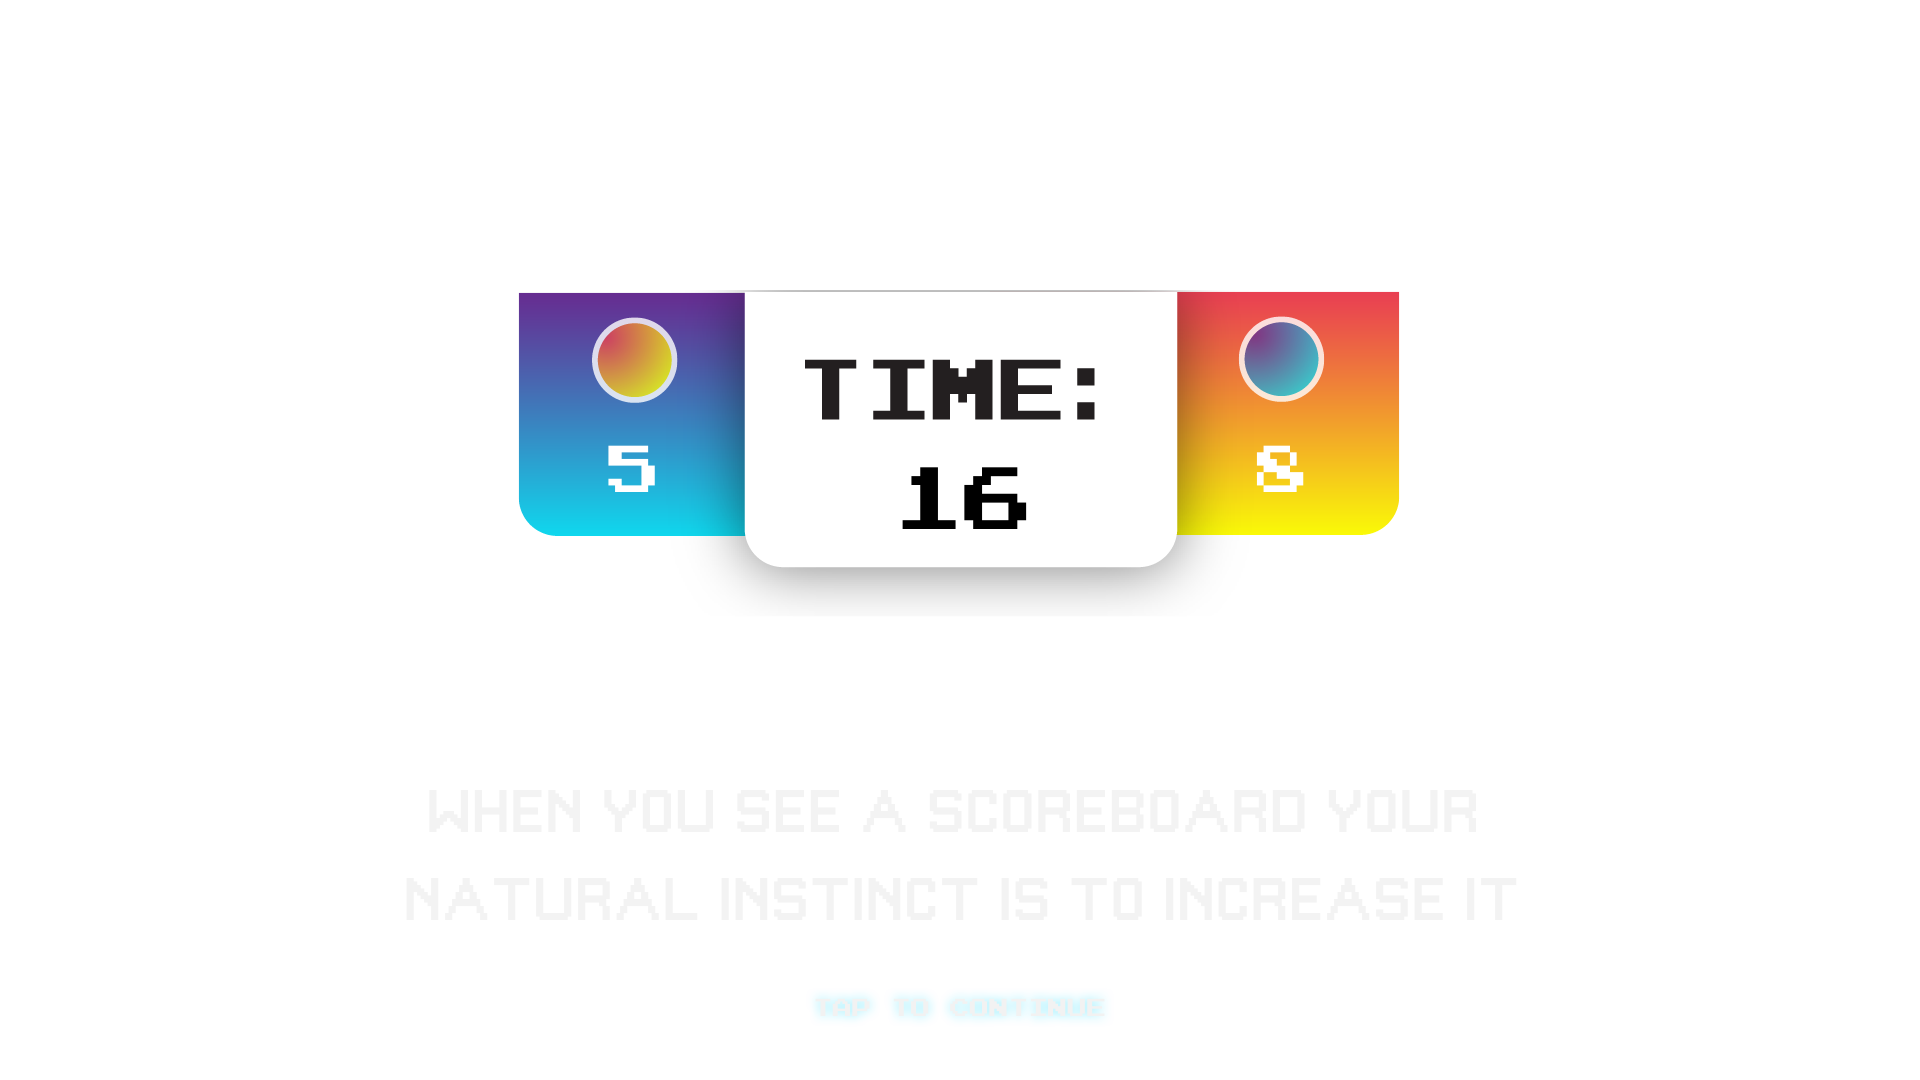 TIME:
5
16
8
WHEN YOU SEE A SCOREBOARD YOUR
NATURAL INSTINCT IS TO INCREASE IT
TAP TO CONTINUE